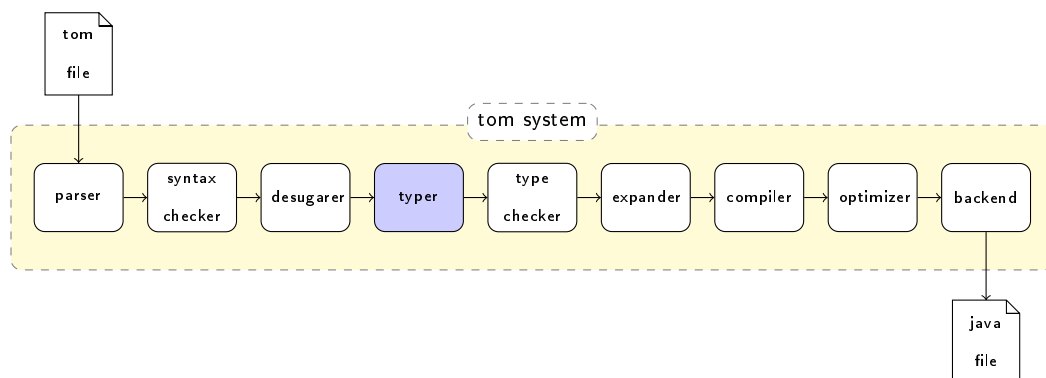 tom
file
tom system
parser
syntax
checker
desugarer
typer
type
checker
expander
compiler
optimizer
backend
java
file